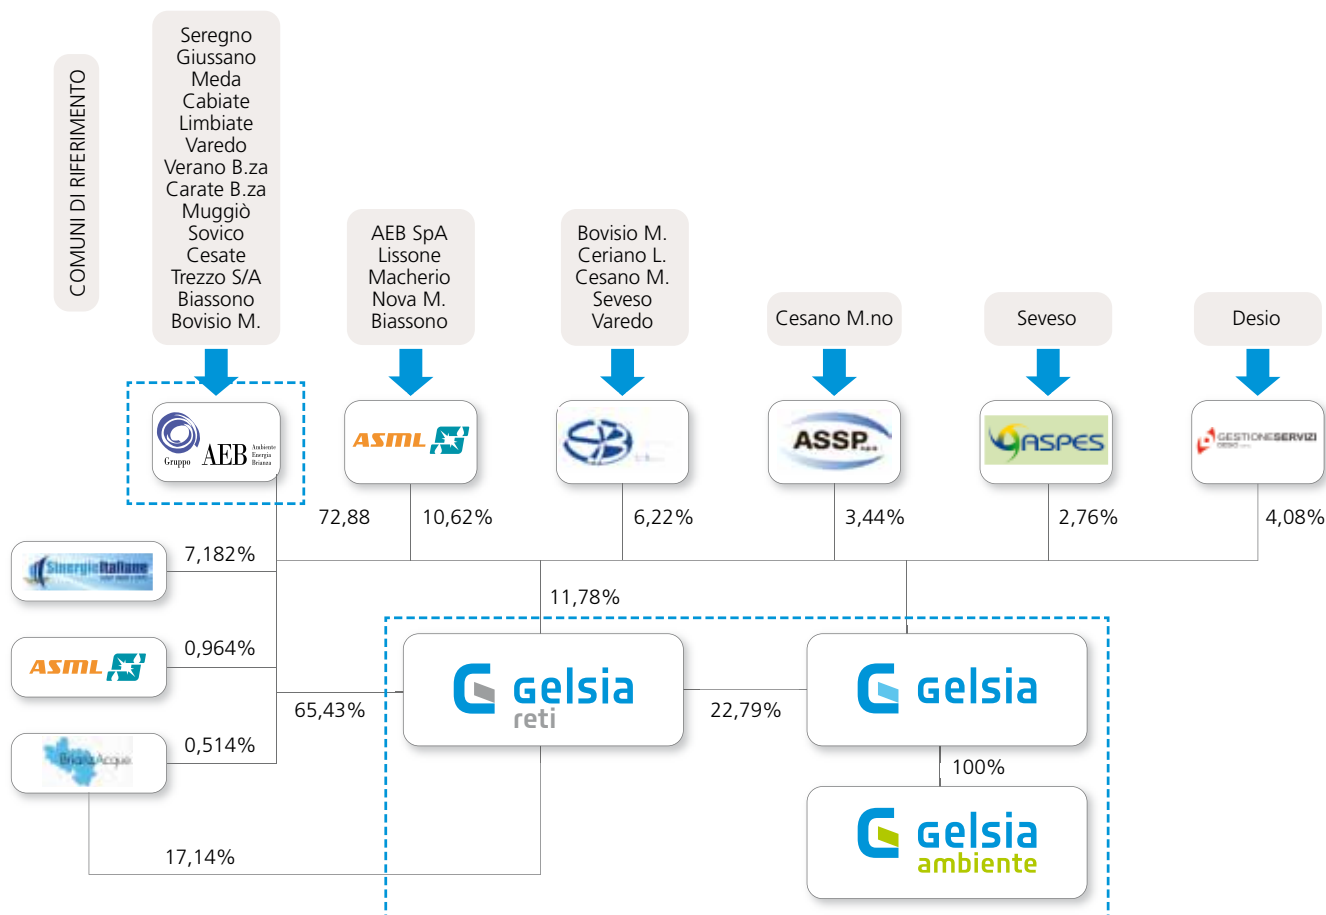 COMUNI DI RIFERIMENTO
Seregno
Giussano
Meda
Cabiate
Limbiate
Varedo
Verano B.za
Carate B.za
Muggiò
Sovico
Cesate
Trezzo S/A
Biassono
Bovisio M.
AEB SpA
Lissone
Macherio
Nova M.
Biassono
Bovisio M.
Ceriano L.
Cesano M.
Seveso
Varedo
Cesano M.no
Seveso
Desio
Gruppo AEB
Ambiente
Energia
Brianza
ASML
ASSP
ASPES
GESTIONESERVIZI
72,88
10,62%
6,22%
3,44%
2,76%
4,08%
SinergieItaliane
7,182%
11,78%
ASML
0,964%
65,43%
Gelsia
reti
22,79%
Gelsia
BrianzAcque
0,514%
100%
17,14%
Gelsia
ambiente